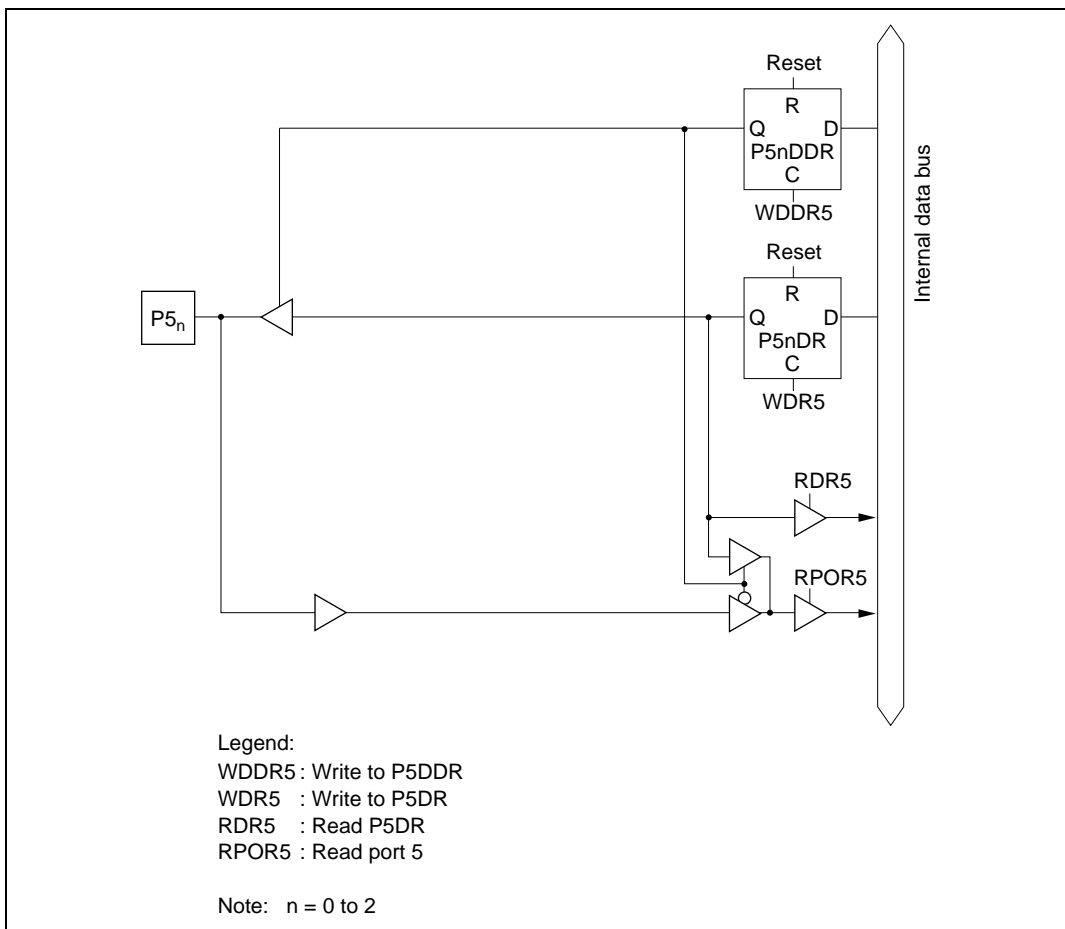 Reset
R
Q D
P5nDDR
C
WDDR5
Internal data bus
Reset
R
P5n
Q D
P5nDR
C
WDR5
RDR5
RPOR5
Legend:
WDDR5 : Write to P5DDR
WDR5 : Write to P5DR
RDR5 : Read P5DR
RPOR5 : Read port 5
Note: n = 0 to 2